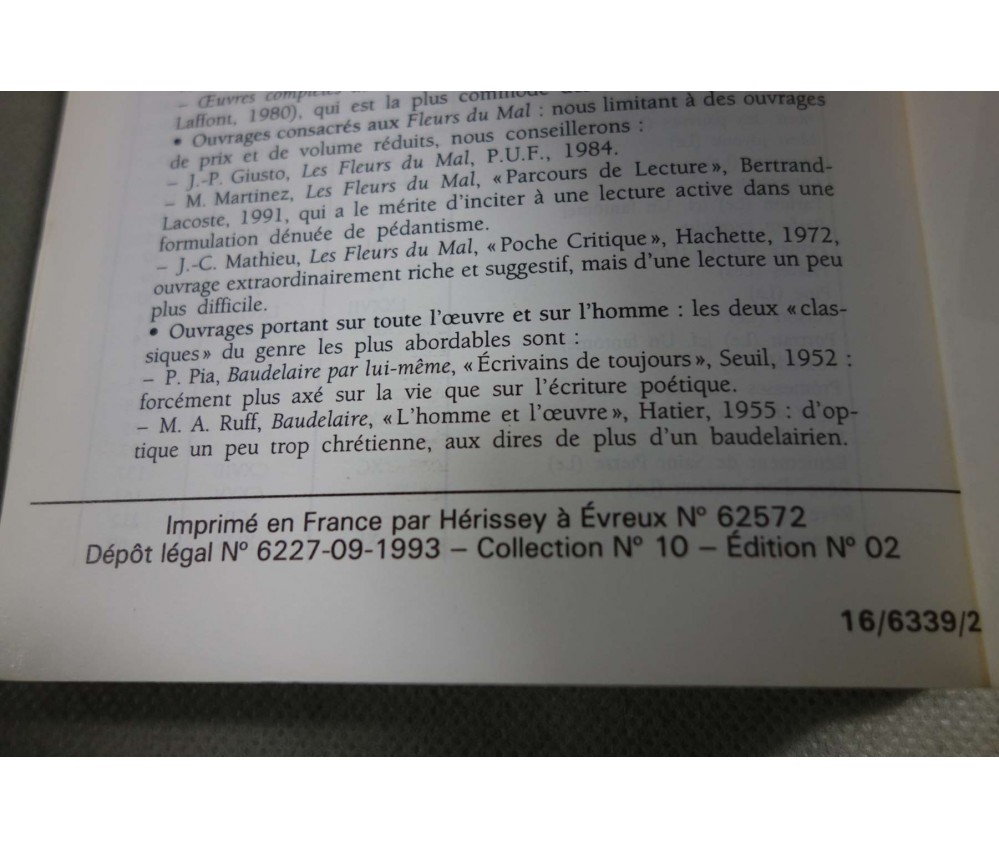 – Œuvres complètes
Laffont, 1980), qui est la plus commode
• Ouvrages consacrés aux Fleurs du Mal : nous limitant à des ouvrages
de prix et de volume réduits, nous conseillerons :
– J.-P. Giusto, Les Fleurs du Mal, P.U.F., 1984.
– M. Martinez, Les Fleurs du Mal, « Parcours de Lecture », Bertrand-
Lacoste, 1991, qui a le mérite d'inciter à une lecture active dans une
formulation dénuée de pédantisme.
– J.-C. Mathieu, Les Fleurs du Mal, « Poche Critique », Hachette, 1972,
ouvrage extraordinairement riche et suggestif, mais d'une lecture un peu
plus difficile.
• Ouvrages portant sur toute l'œuvre et sur l'homme : les deux « clas-
siques » du genre les plus abordables sont :
– P. Pia, Baudelaire par lui-même, « Écrivains de toujours », Seuil, 1952 :
forcément plus axé sur la vie que sur l'écriture poétique.
– M. A. Ruff, Baudelaire, « L'homme et l'œuvre », Hatier, 1955 : d'op-
tique un peu trop chrétienne, aux dires de plus d'un baudelairien.
Imprimé en France par Hérissey à Évreux N° 62572
Dépôt légal N° 6227-09-1993 – Collection N° 10 – Édition N° 02
16/6339/2